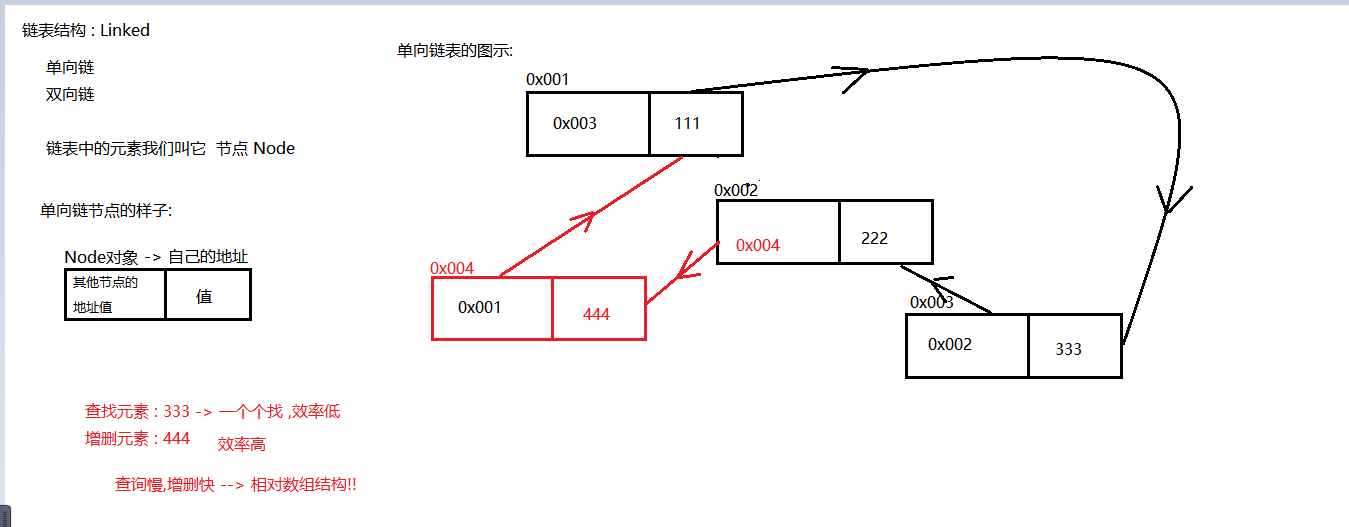 链表结构 : Linked
单向链
双向链
链表中的元素我们叫它  节点 Node
单向链节点的样子:
Node对象 -> 自己的地址
其他节点的
地址值
值
查找元素 : 333 -> 一个个找 ,效率低
增删元素 : 444
效率高
查询慢,增删快 --> 相对数组结构!!
单向链表的图示:
0x001
0x003
111
0x002
0x004
222
0x004
0x001
444
0x003
0x002
333